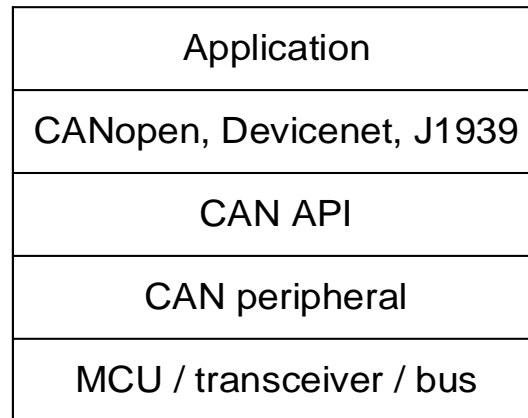 Application
CANopen, Devicenet, J1939
CAN API
CAN peripheral
MCU / transceiver / bus